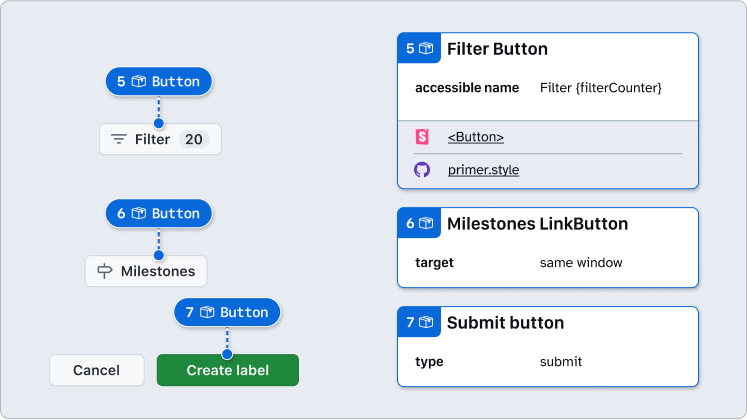 5 Button
Filter 20
6 Button
Milestones
7 Button
Cancel
Create label
5 Filter Button
accessible name Filter {filterCounter}
<Button>
primer.style
6 Milestones LinkButton
target same window
7 Submit button
type submit